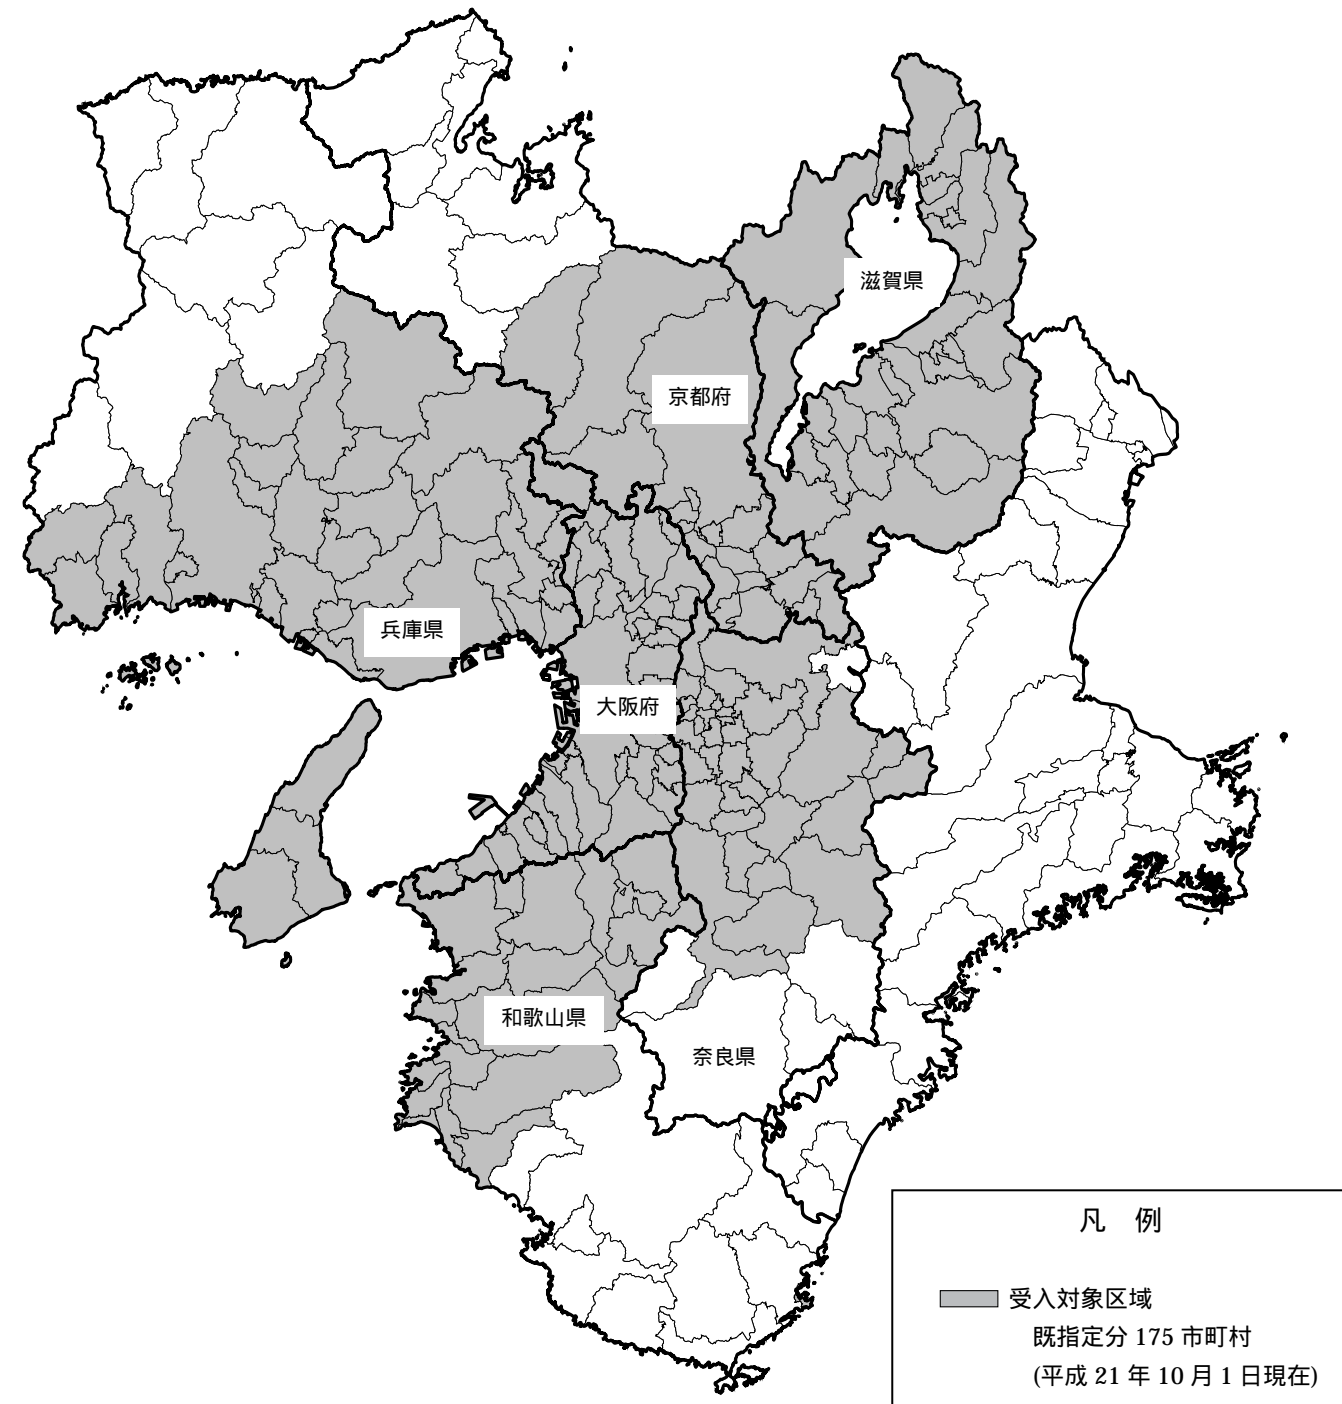 滋賀県
京都府
兵庫県
大阪府
和歌山県
奈良県
凡 例
受入対象区域
既指定分 175 市町村
(平成 21 年 10 月 1 日現在)